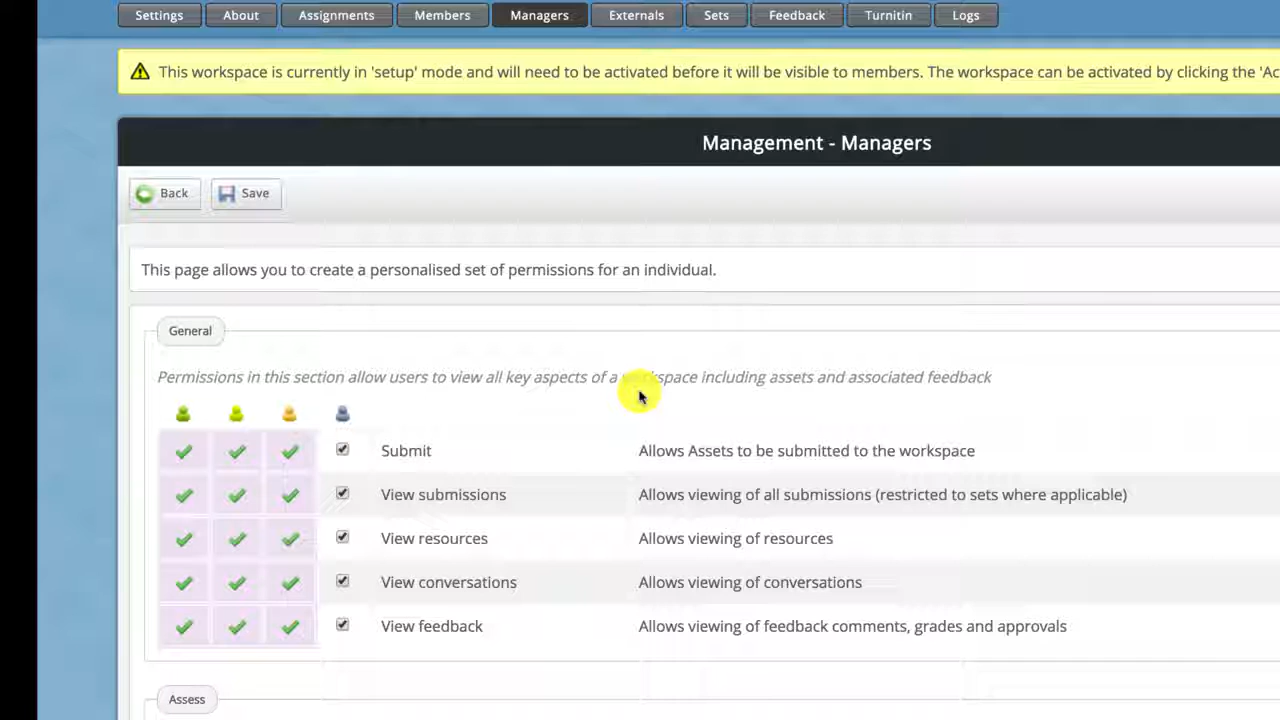 Settings About Assignments Members Managers Externals Sets Feedback Turnitin Logs
This workspace is currently in 'setup' mode and will need to be activated before it will be visible to members. The workspace can be activated by clicking the 'Ac
Management - Managers
Back Save
This page allows you to create a personalised set of permissions for an individual.
General
Permissions in this section allow users to view all key aspects of a workspace including assets and associated feedback
Submit Allows Assets to be submitted to the workspace
View submissions Allows viewing of all submissions (restricted to sets where applicable)
View resources Allows viewing of resources
View conversations Allows viewing of conversations
View feedback Allows viewing of feedback comments, grades and approvals
Assess